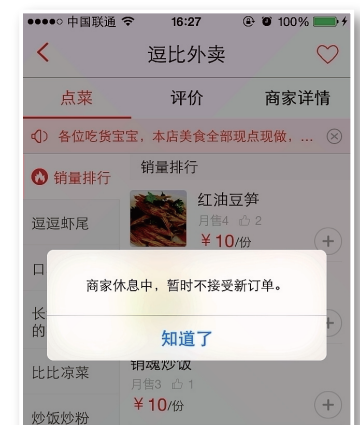 中国联通 16:27 100%
逗比外卖
点菜 评价 商家详情
各位吃货宝宝，本店美食全部现点现做，...
销量排行 销量排行
红油豆笋
月售4 2
¥10/份
逗逗虾尾
口
商家休息中，暂时不接受新订单。
长
的
知道了
销魂炒饭
比比凉菜
月售3 1
¥10/份
炒饭炒粉